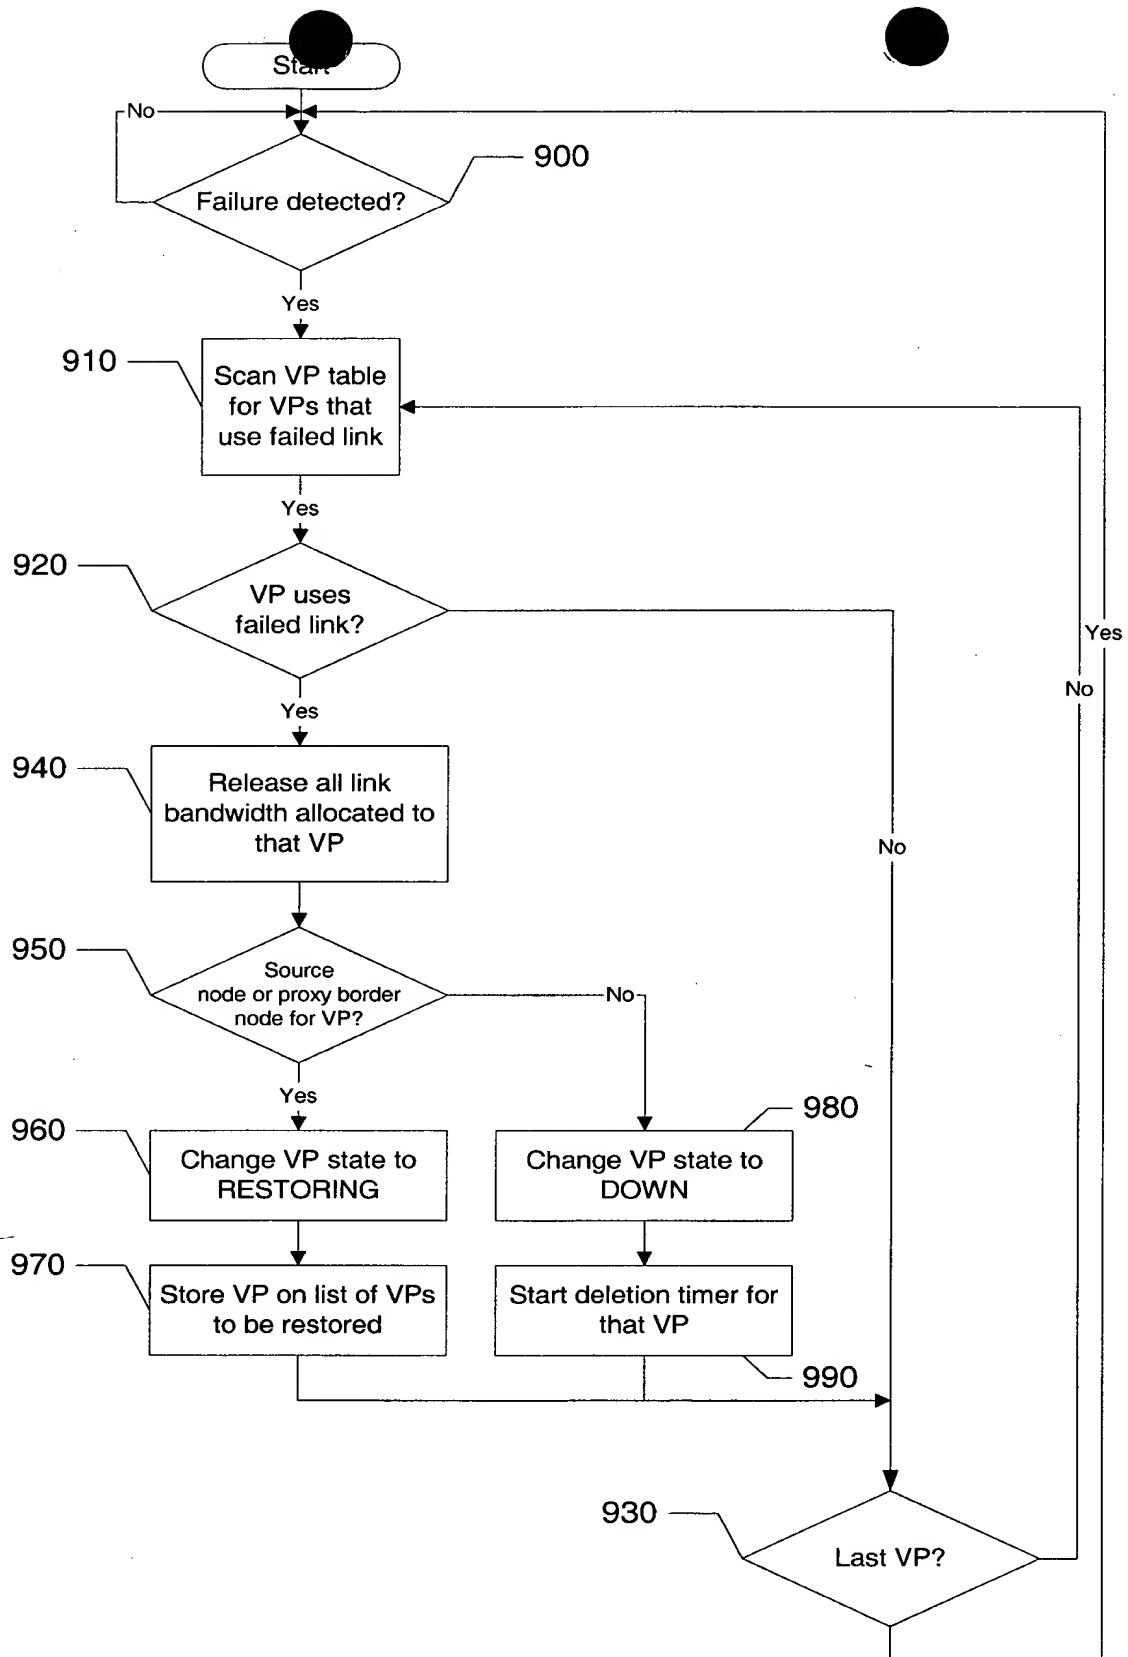 Start
No
900
Failure detected?
Yes
910
Scan VP table
for VPs that
use failed link
Yes
920
VP uses
failed link?
Yes
No
Yes
940
Release all link
bandwidth allocated to
that VP
No
950
Source
node or proxy border
node for VP?
No
Yes
960
Change VP state to
RESTORING
980
Change VP state to
DOWN
970
Store VP on list of VPs
to be restored
Start deletion timer for
that VP
990
930
Last VP?